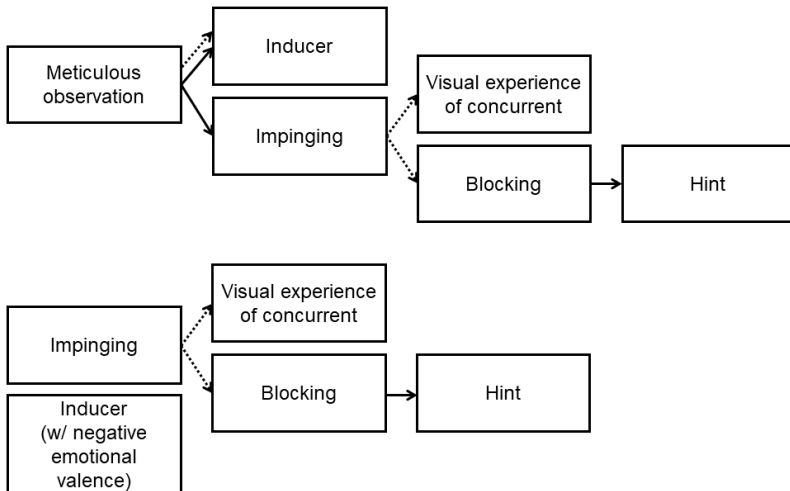 Inducer
Meticulous
observation
Visual experience
of concurrent
Impinging
Blocking
Hint
Visual experience
of concurrent
Impinging
Blocking
Hint
Inducer
(w/ negative
emotional
valence)